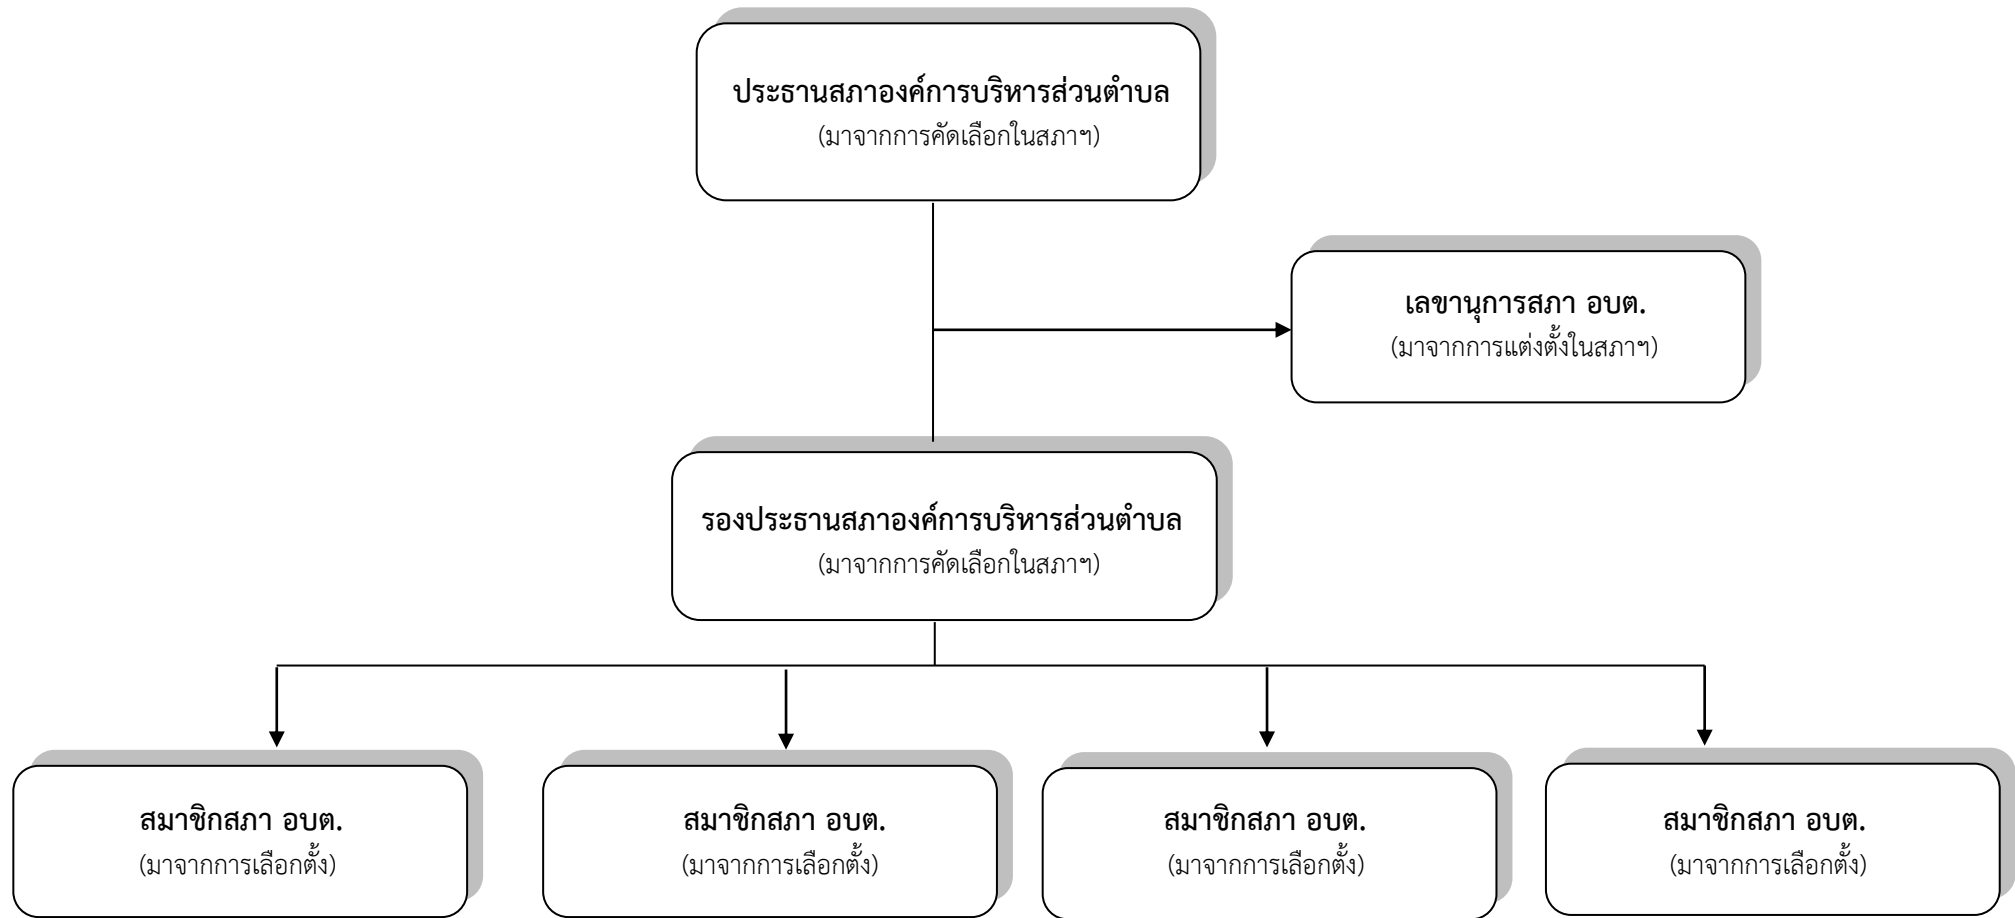 ประธานสภาองค์การบริหารส่วนตำบล
(มาจากการคัดเลือกในสภาฯ)
เลขานุการสภา อบต.
(มาจากการแต่งตั้งในสภาฯ)
รองประธานสภาองค์การบริหารส่วนตำบล
(มาจากการคัดเลือกในสภาฯ)
สมาชิกสภา อบต.
(มาจากการเลือกตั้ง)
สมาชิกสภา อบต.
(มาจากการเลือกตั้ง)
สมาชิกสภา อบต.
(มาจากการเลือกตั้ง)
สมาชิกสภา อบต.
(มาจากการเลือกตั้ง)